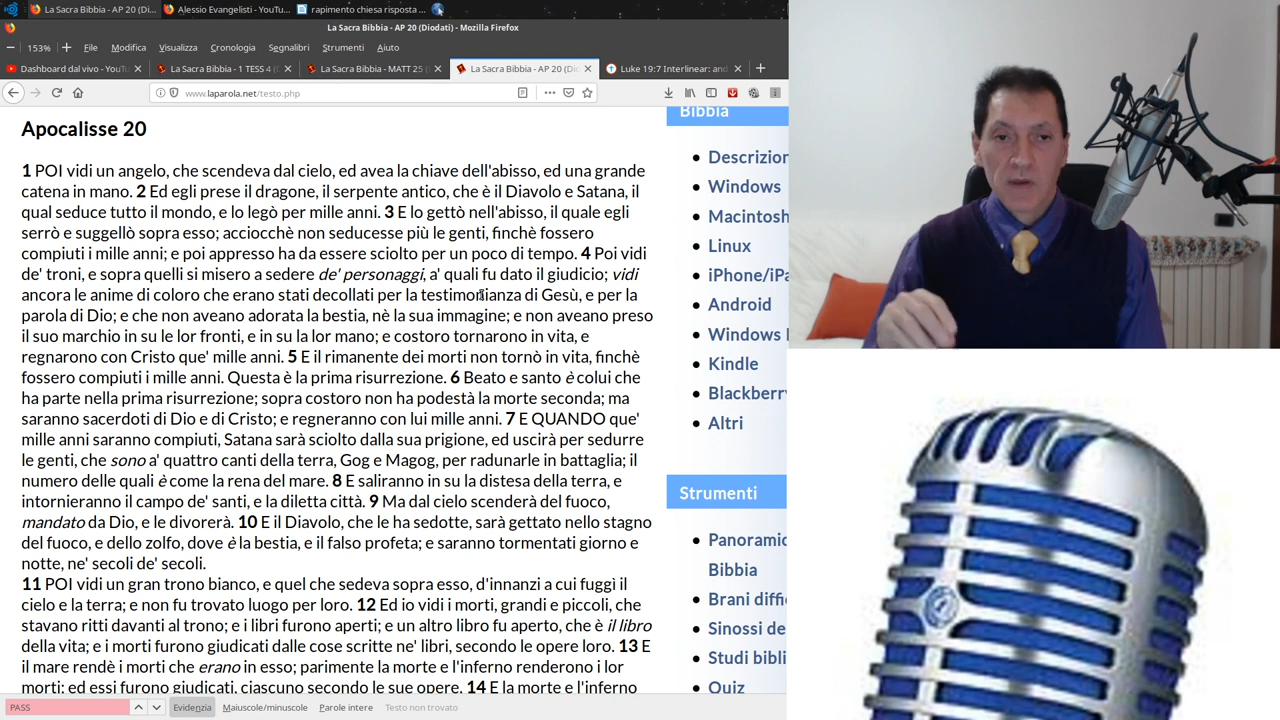 La Sacra Bibbia - AP 20 (Di...
Alessio Evangelisti - YouTu...
rapimento chiesa risposta ...
La Sacra Bibbia - AP 20 (Diodati) - Mozilla Firefox
153%
File
Modifica
Visualizza
Cronologia
Segnalibri
Strumenti
Aiuto
Dashboard dal vivo - YouTu
La Sacra Bibbia - 1 TESS 4 (
La Sacra Bibbia - MATT 25 (
La Sacra Bibbia - AP 20 (Dio
Luke 19:7 Interlinear: and
www.laparola.net/testo.php
Apocalisse 20
1 POI vidi un angelo, che scendeva dal cielo, ed avea la chiave dell'abisso, ed una grande
catena in mano. 2 Ed egli prese il dragone, il serpente antico, che è il Diavolo e Satana, il
qual seduce tutto il mondo, e lo legò per mille anni. 3 E lo gettò nell'abisso, il quale egli
serrò e suggellò sopra esso; acciocchè non seducesse più le genti, finchè fossero
compiuti i mille anni; e poi appresso ha da essere sciolto per un poco di tempo. 4 Poi vidi
de' troni, e sopra quelli si misero a sedere de' personaggi, a' quali fu dato il giudicio; vidi
ancora le anime di coloro che erano stati decollati per la testimonianza di Gesù, e per la
parola di Dio; e che non aveano adorata la bestia, nè la sua immagine; e non aveano preso
il suo marchio in su le lor fronti, e in su la lor mano; e costoro tornarono in vita, e
regnarono con Cristo que' mille anni. 5 E il rimanente dei morti non tornò in vita, finchè
fossero compiuti i mille anni. Questa è la prima risurrezione. 6 Beato e santo è colui che
ha parte nella prima risurrezione; sopra costoro non ha podestà la morte seconda; ma
saranno sacerdoti di Dio e di Cristo; e regneranno con lui mille anni. 7 E QUANDO que'
mille anni saranno compiuti, Satana sarà sciolto dalla sua prigione, ed uscirà per sedurre
le genti, che sono a' quattro canti della terra, Gog e Magog, per radunarle in battaglia; il
numero delle quali è come la rena del mare. 8 E saliranno in su la distesa della terra, e
intornieranno il campo de' santi, e la diletta città. 9 Ma dal cielo scenderà del fuoco,
mandato da Dio, e le divorerà. 10 E il Diavolo, che le ha sedotte, sarà gettato nello stagno
del fuoco, e dello zolfo, dove è la bestia, e il falso profeta; e saranno tormentati giorno e
notte, ne' secoli de' secoli.
11 POI vidi un gran trono bianco, e quel che sedeva sopra esso, d'innanzi a cui fuggì il
cielo e la terra; e non fu trovato luogo per loro. 12 Ed io vidi i morti, grandi e piccoli, che
stavano ritti davanti al trono; e i libri furono aperti; e un altro libro fu aperto, che è il libro
della vita; e i morti furono giudicati dalle cose scritte ne' libri, secondo le opere loro. 13 E
il mare rendè i morti che erano in esso; parimente la morte e l'inferno renderono i lor
morti; ed essi furono giudicati, ciascuno secondo le sue opere. 14 E la morte e l'inferno
Bibbia
Descrizion
Windows
Macintosh
Linux
iPhone/iPa
Android
Windows
Kindle
Blackberry
Altri
Strumenti
Panoramic
Bibbia
Brani diffi
Sinossi de
Studi bibli
Quiz
PASS
Evidenzia
Maiuscole/minuscole
Parole intere
Testo non trovato